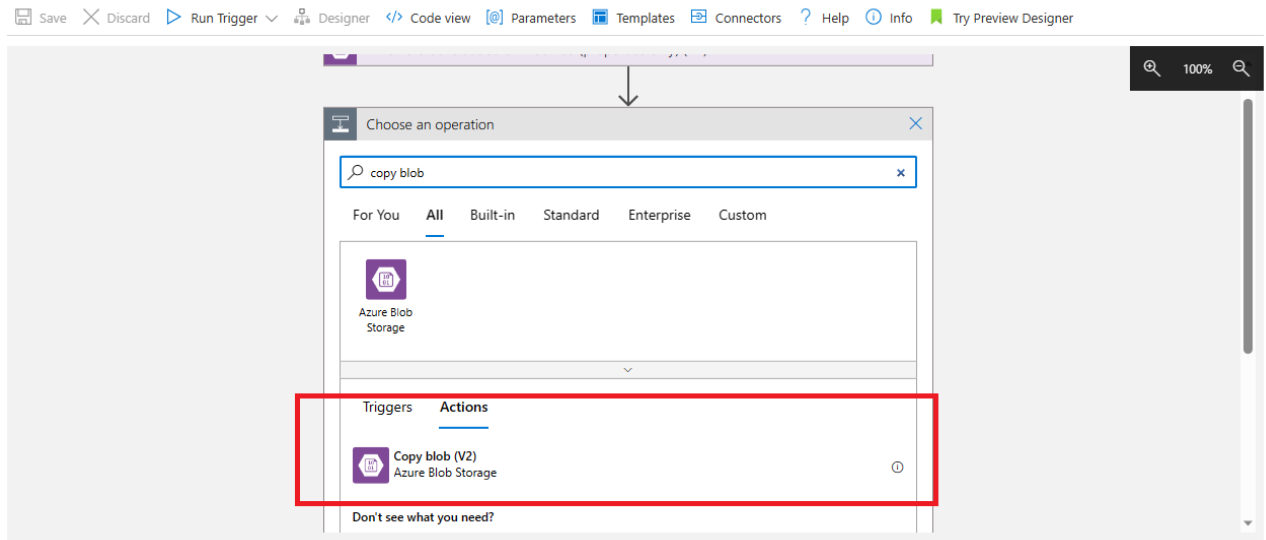 Save Discard Run Trigger Designer Code view Parameters Templates Connectors Help Info Try Preview Designer
100%
Choose an operation
copy blob
For You All Built-in Standard Enterprise Custom
Azure Blob
Storage
Triggers Actions
Copy blob (V2)
Azure Blob Storage
Don't see what you need?